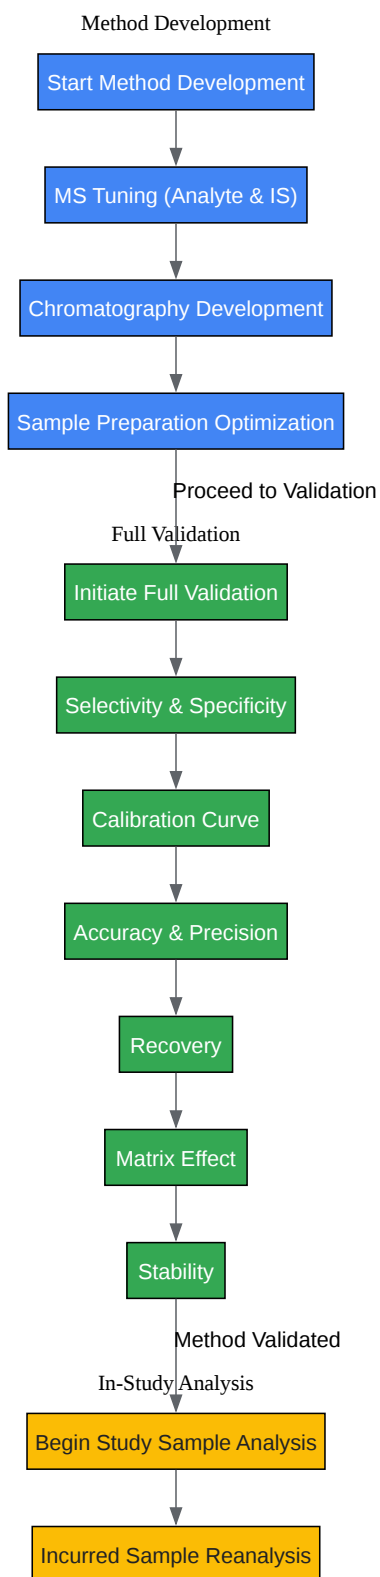 Method Development
Start Method Development
MS Tuning (Analyte & IS)
Chromatography Development
Sample Preparation Optimization
Proceed to Validation
Full Validation
Initiate Full Validation
Selectivity & Specificity
Calibration Curve
Accuracy & Precision
Recovery
Matrix Effect
Stability
Method Validated
In-Study Analysis
Begin Study Sample Analysis
Incurred Sample Reanalysis